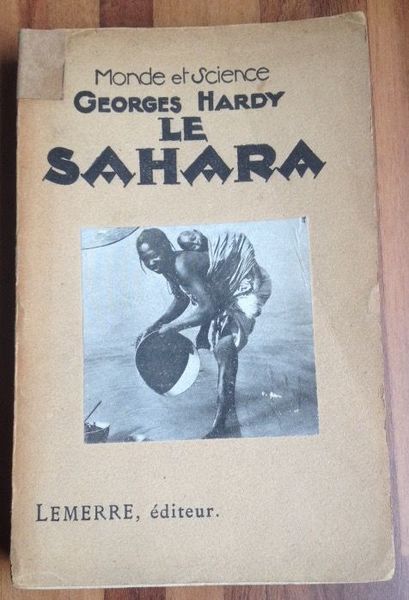 Monde et Science
GEORGES HARDY
LE
SAHARA
LEMERRE, éditeur.